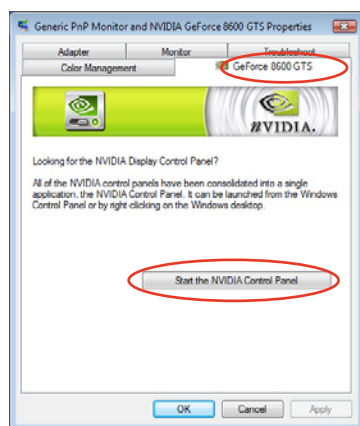 Generic PnP Monitor and NVIDIA GeForce 8600 GTS Properties
Adapter Monitor Troubleshoot
Color Management GeForce 8600 GTS
NVIDIA.
Looking for the NVIDIA Display Control Panel?
All of the NVIDIA control panels have been consolidated into a single
application, the NVIDIA Control Panel. It can be launched from the Windows
Control Panel or by right-clicking on the Windows desktop.
Start the NVIDIA Control Panel
OK Cancel Apply